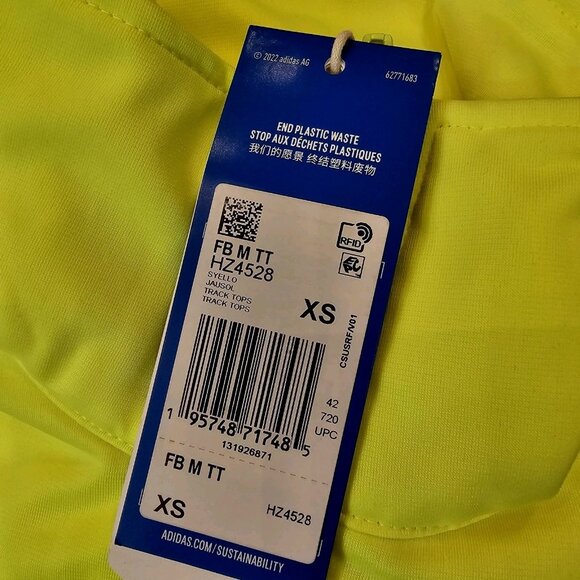 © 2022 adidas AG 62771683
END PLASTIC WASTE
STOP AUX DÉCHETS PLASTIQUES
我们的愿景 终结塑料废物
RFID
FB M TT
HZ4528
SYELLO
JAUSOL
TRACK TOPS
TRACK TOPS
XS
CSUSRF/V01
42
720
UPC
1 95748 71748 5
131926871
FB M TT
XS HZ4528
ADIDAS.COM/SUSTAINABILITY